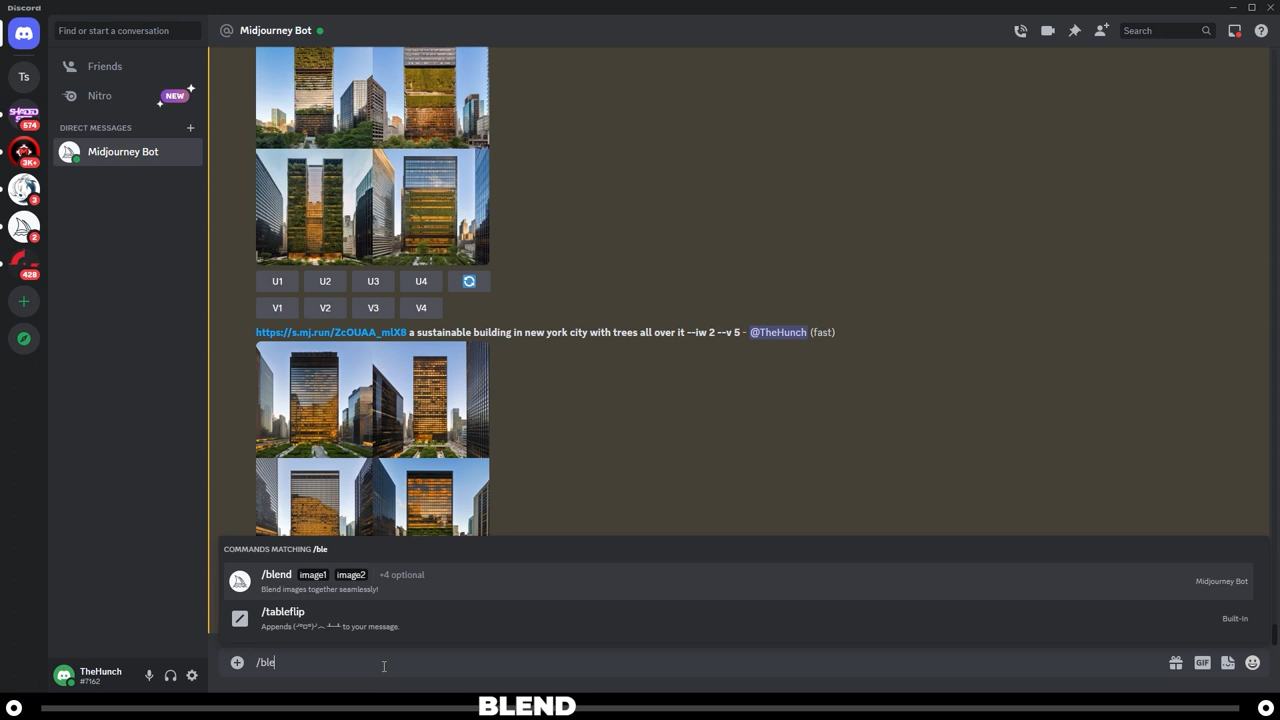 Discord
Find or start a conversation
Midjourney Bot
Search
Friends
Ts
Nitro
NEW
SHADED
574
DIRECT MESSAGES
Midjourney Bot
3K+
3
2
428
U1 U2 U3 U4
V1 V2 V3 V4
https://s.mj.run/ZcOUAA_mlX8 a sustainable building in new york city with trees all over it --iw 2 --v 5 - @TheHunch (fast)
COMMANDS MATCHING /ble
/blend image1 image2 +4 optional
Blend images together seamlessly!
Midjourney Bot
/tableflip
Appends (╯°□°)╯︵ ┻━┻ to your message.
Built-In
/ble
GIF
TheHunch
#7162
BLEND